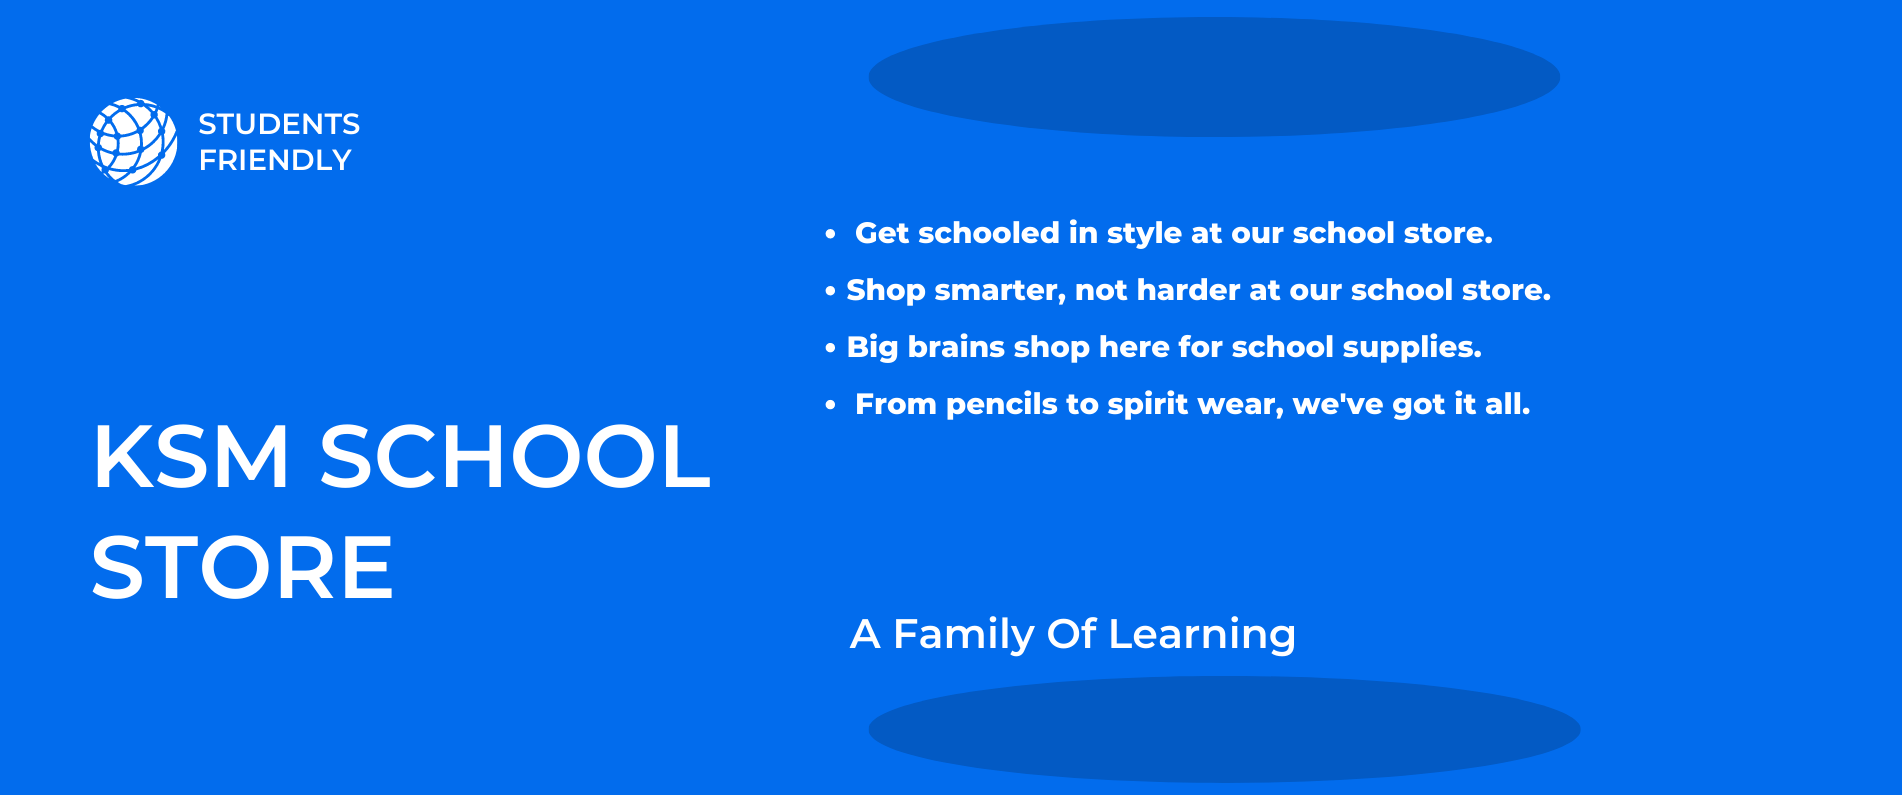 STUDENTS
FRIENDLY
KSM SCHOOL
STORE
• Get schooled in style at our school store.
• Shop smarter, not harder at our school store.
• Big brains shop here for school supplies.
• From pencils to spirit wear, we've got it all.
A Family Of Learning